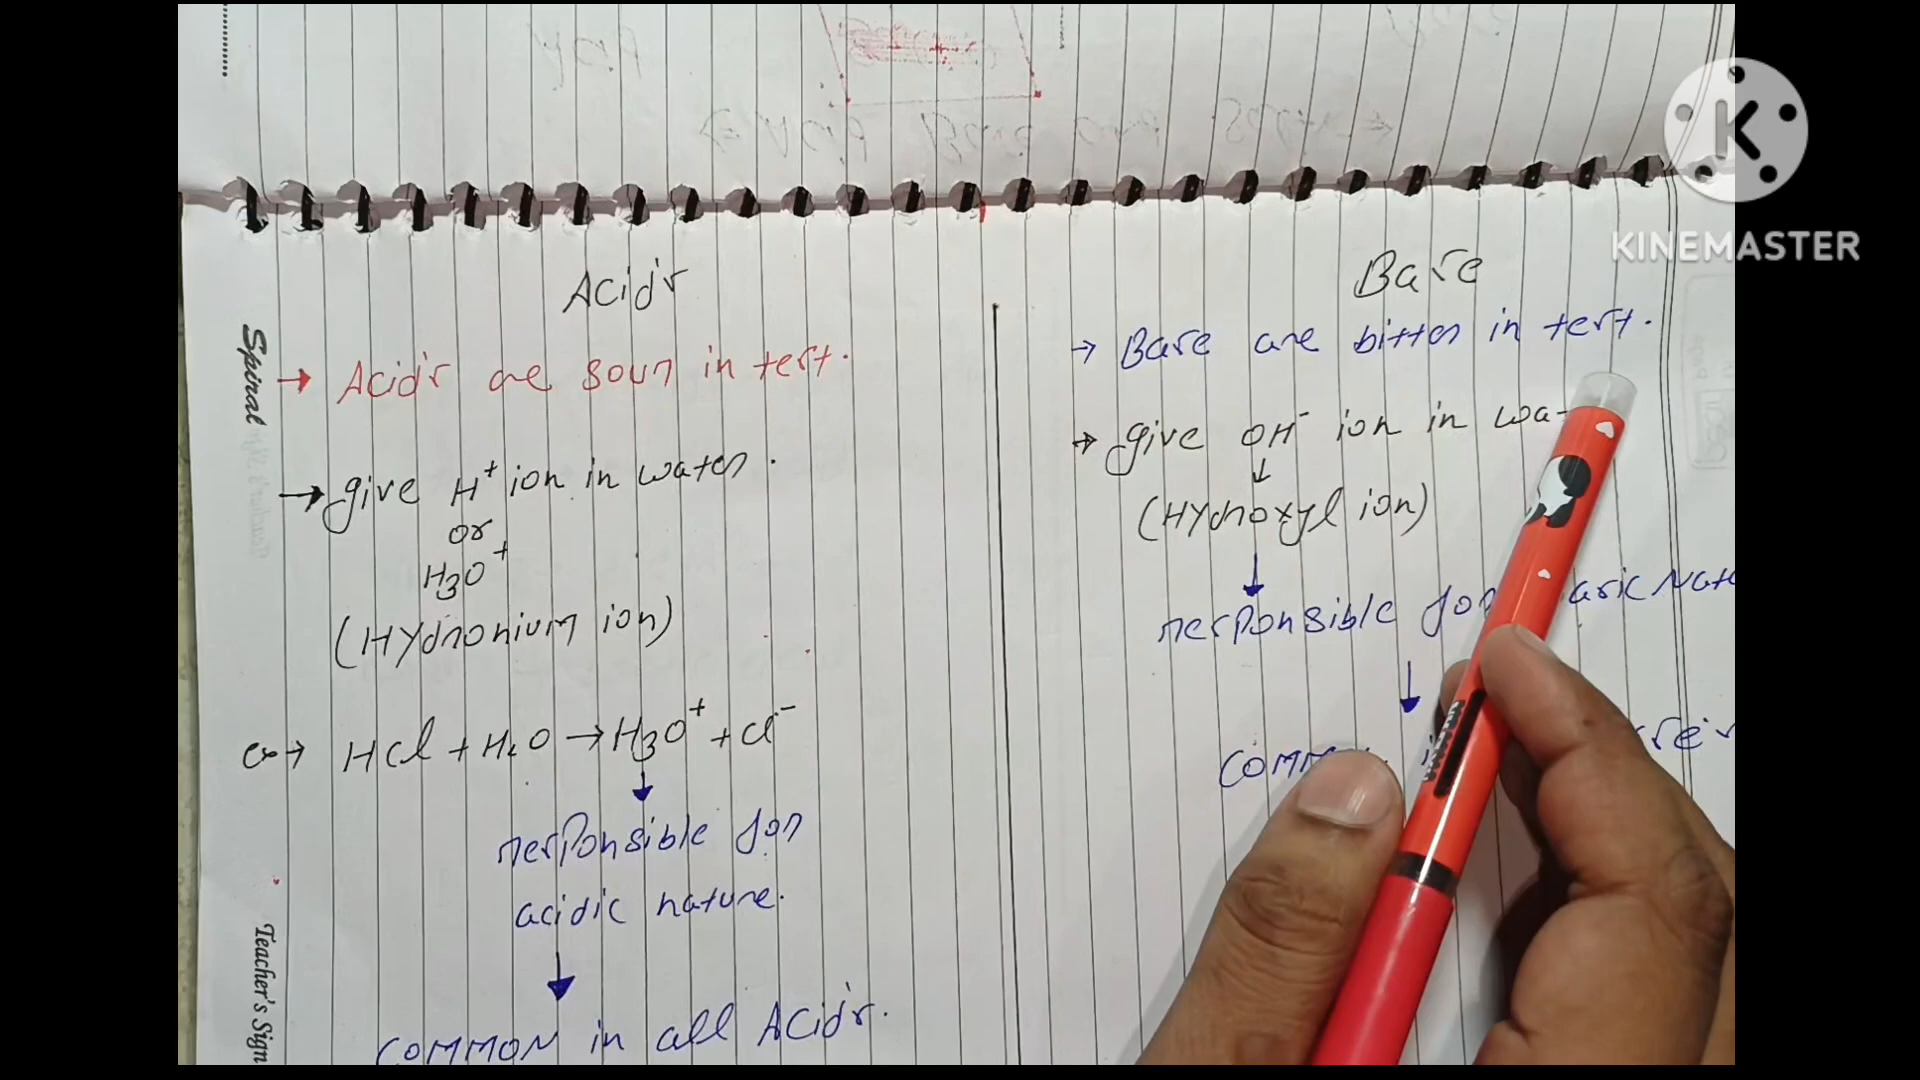 KINEMASTER
Spiral
Teacher's Sign
Acids
→ Acids are sour in test.
→ give H⁺ ion in water.
or
H₃O⁺
(Hydronium ion)
HCl + H₂O → H₃O⁺ + Cl⁻
responsible for
acidic nature.
COMMON in all Acids.
Base
→ Base are bitter in test.
→ give OH⁻ ion in wa
(Hydroxyl ion)
responsible for